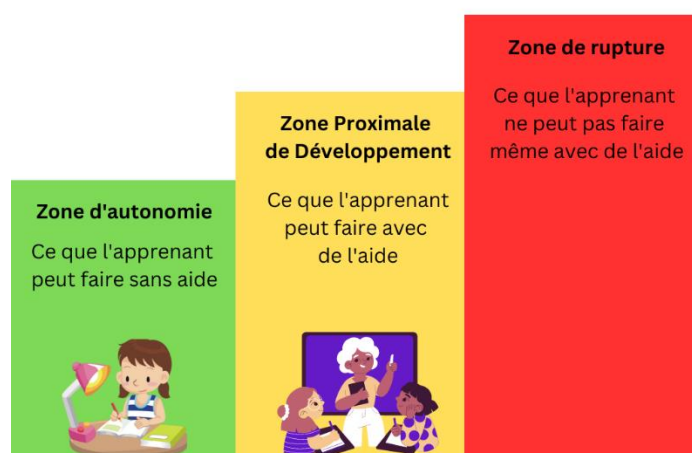 Zone d'autonomie
Ce que l'apprenant
peut faire sans aide
Zone Proximale
de Développement
Ce que l'apprenant
peut faire avec
de l'aide
Zone de rupture
Ce que l'apprenant
ne peut pas faire
même avec de l'aide